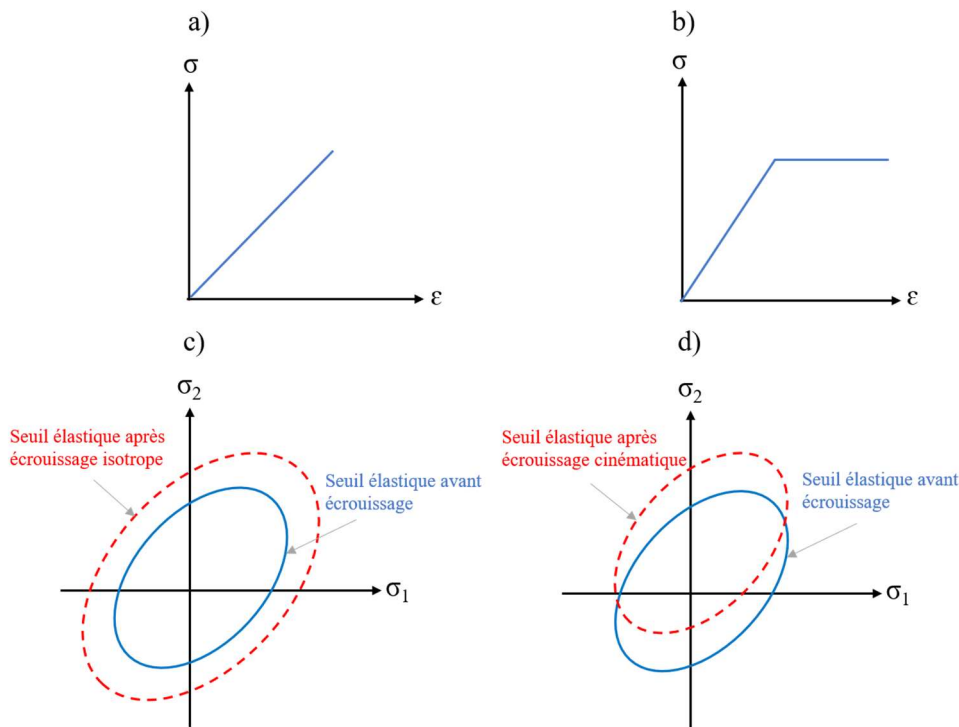 a)
σ
ε
b)
σ
ε
c)
σ₂
Seuil élastique après
écrouissage isotrope
Seuil élastique avant
écrouissage
σ₁
d)
σ₂
Seuil élastique après
écrouissage cinématique
Seuil élastique avant
écrouissage
σ₁